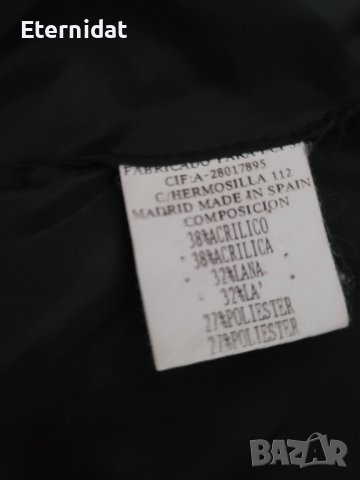 Eternidat
FABRICADO PARA
CIF:A-28017895
C/HERMOSILLA 112
MADRID MADE IN SPAIN
COMPOSICION
38%ACRILICO
38%ACRILICA
32%LANA
32%LA'
27%POLIESTER
27%POLIESTER
BAZAR